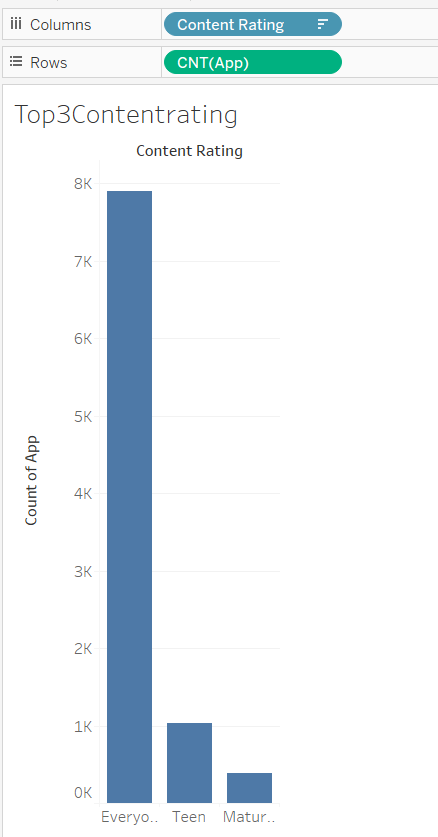 Columns
Content Rating
Rows
CNT(App)
Top3Contentrating
Content Rating
8K
7K
6K
5K
4K
3K
2K
1K
0K
Count of App
Everyo..
Teen
Matur..